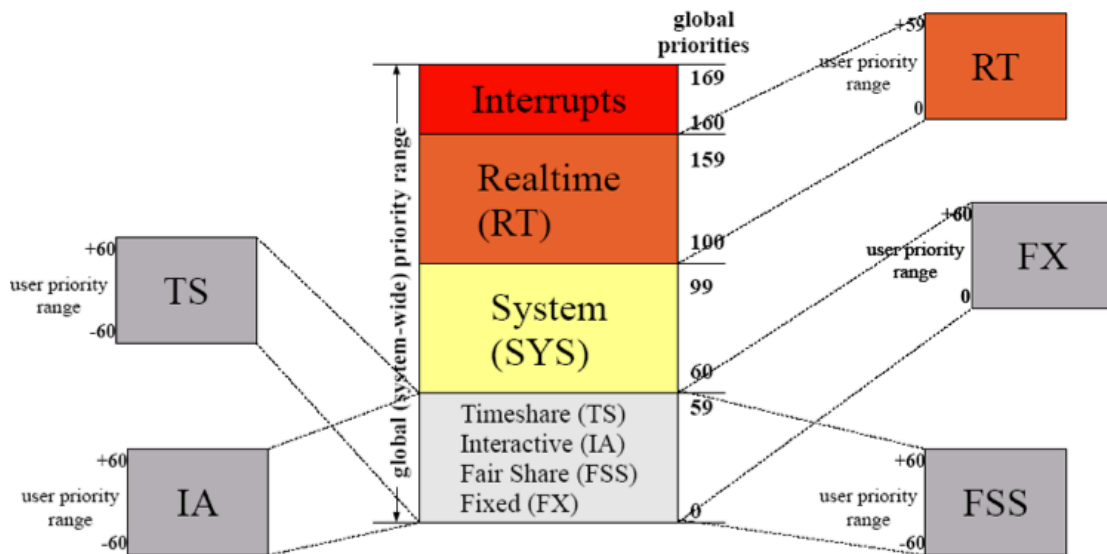 global
priorities
169
Interrupts
160
159
Realtime
(RT)
100
99
System
(SYS)
60
59
Timeshare (TS)
Interactive (IA)
Fair Share (FSS)
Fixed (FX)
0
global (system-wide) priority range
+60
user priority
range
-60
TS
+60
user priority
range
-60
IA
+59
user priority
range
0
RT
+60
user priority
range
0
FX
+60
user priority
range
-60
FSS